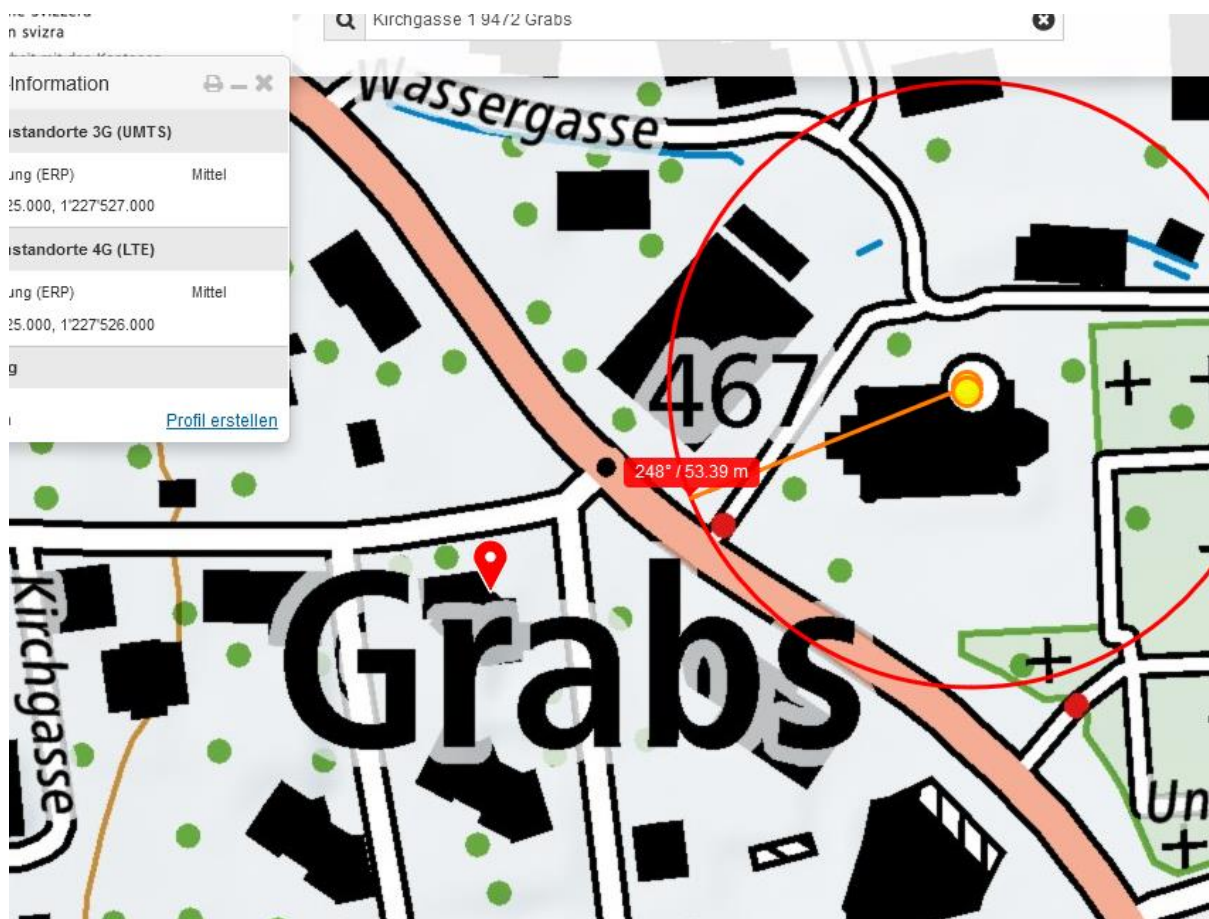 n svizra
Kirchgasse 1 9472 Grabs
-Information
nstandorte 3G (UMTS)
ung (ERP) Mittel
25.000, 1'227'527.000
nstandorte 4G (LTE)
ung (ERP) Mittel
25.000, 1'227'526.000
g
Profil erstellen
Wassergasse
467
248° / 53.39 m
Kirchgasse
Grabs
Un